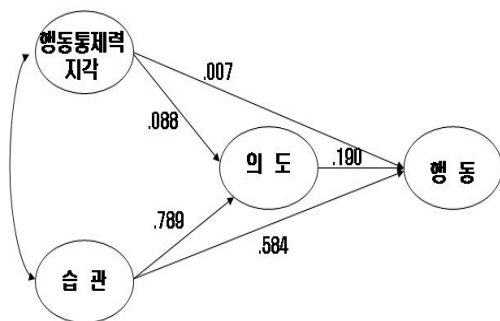 행동통제력
지각
.007
.088
의 도
.190
행 동
.789
.584
습 관